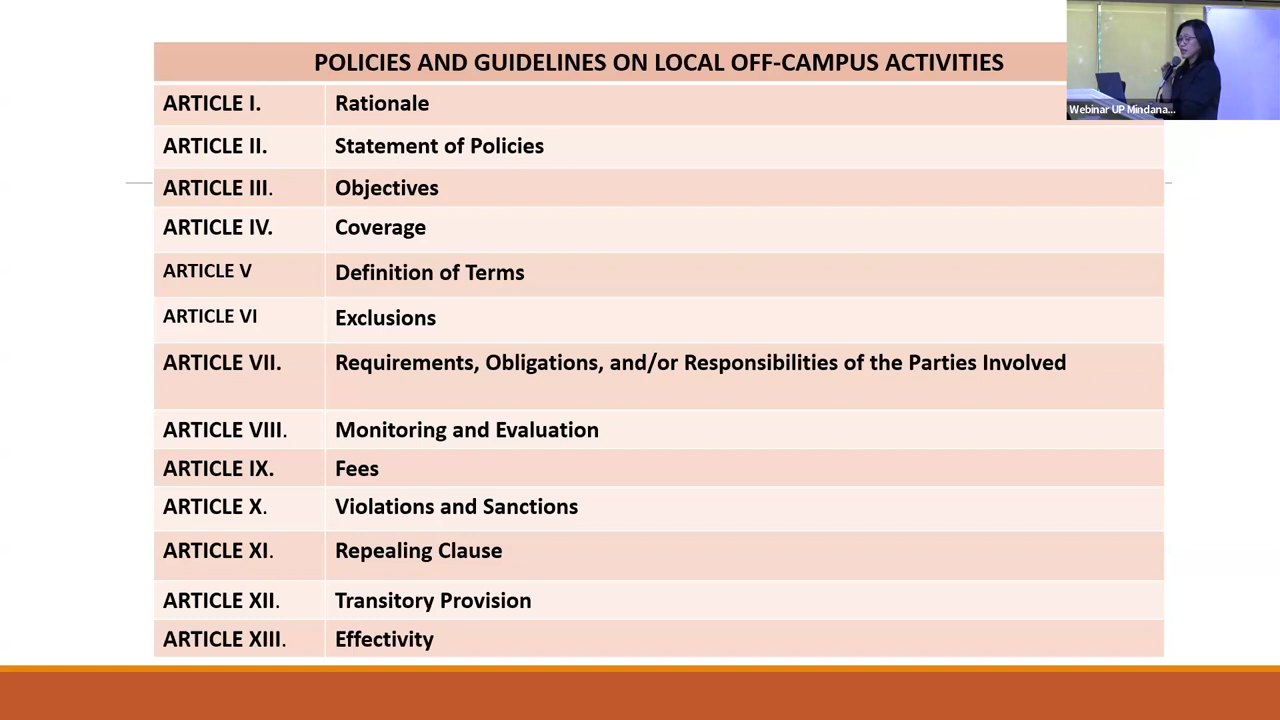 POLICIES AND GUIDELINES ON LOCAL OFF-CAMPUS ACTIVITIES
Webinar UP Mindana...
ARTICLE I. Rationale
ARTICLE II. Statement of Policies
ARTICLE III. Objectives
ARTICLE IV. Coverage
ARTICLE V Definition of Terms
ARTICLE VI Exclusions
ARTICLE VII. Requirements, Obligations, and/or Responsibilities of the Parties Involved
ARTICLE VIII. Monitoring and Evaluation
ARTICLE IX. Fees
ARTICLE X. Violations and Sanctions
ARTICLE XI. Repealing Clause
ARTICLE XII. Transitory Provision
ARTICLE XIII. Effectivity